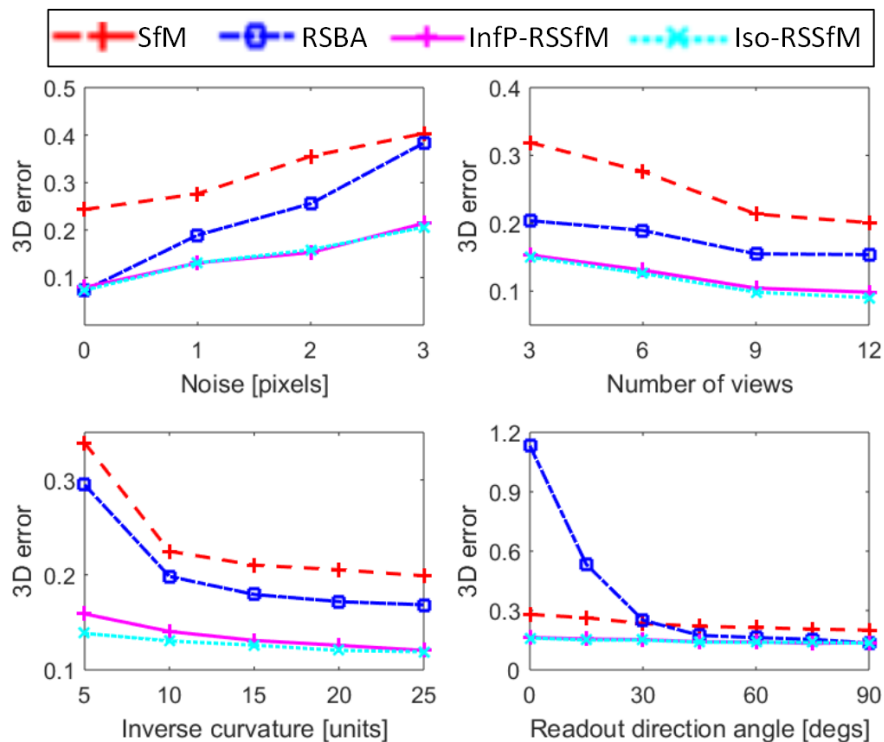 SfM RSBA InfP-RSSfM Iso-RSSfM
0.5
0.4
0.3
0.2
0.1
3D error
0 1 2 3
Noise [pixels]
0.4
0.3
0.2
0.1
3D error
3 6 9 12
Number of views
0.3
0.2
0.1
3D error
5 10 15 20 25
Inverse curvature [units]
1.2
0.9
0.6
0.3
0
3D error
0 30 60 90
Readout direction angle [degs]